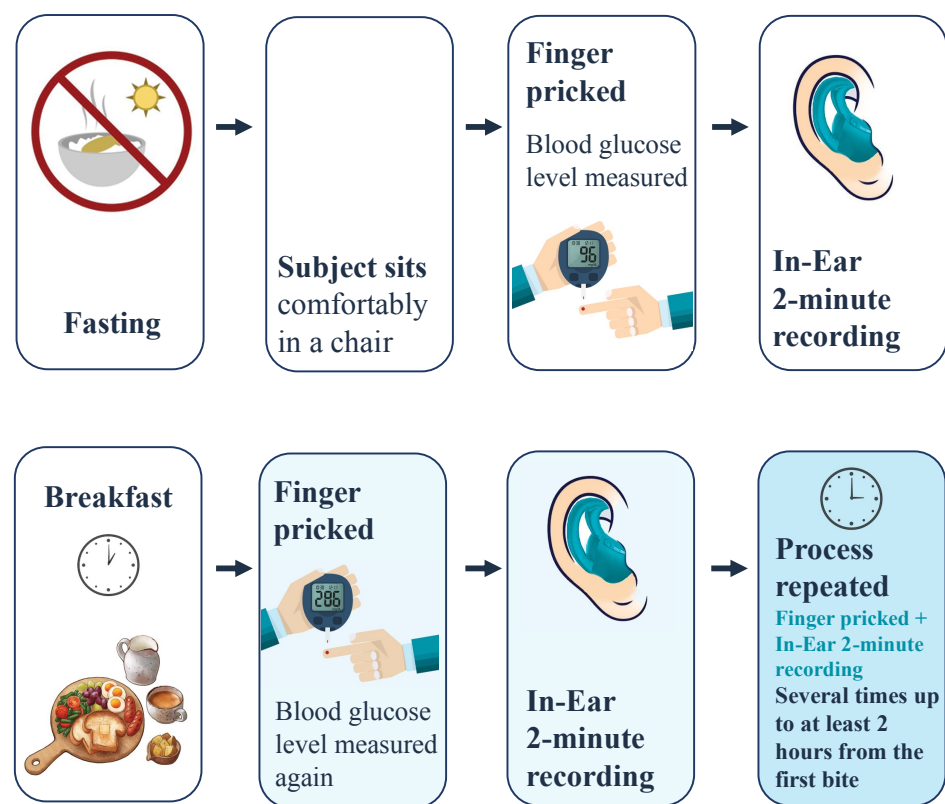 Fasting
Subject sits
comfortably
in a chair
Finger
pricked
Blood glucose
level measured
96
In-Ear
2-minute
recording
Breakfast
Finger
pricked
286
Blood glucose
level measured
again
In-Ear
2-minute
recording
Process
repeated
Finger pricked +
In-Ear 2-minute
recording
Several times up
to at least 2
hours from the
first bite